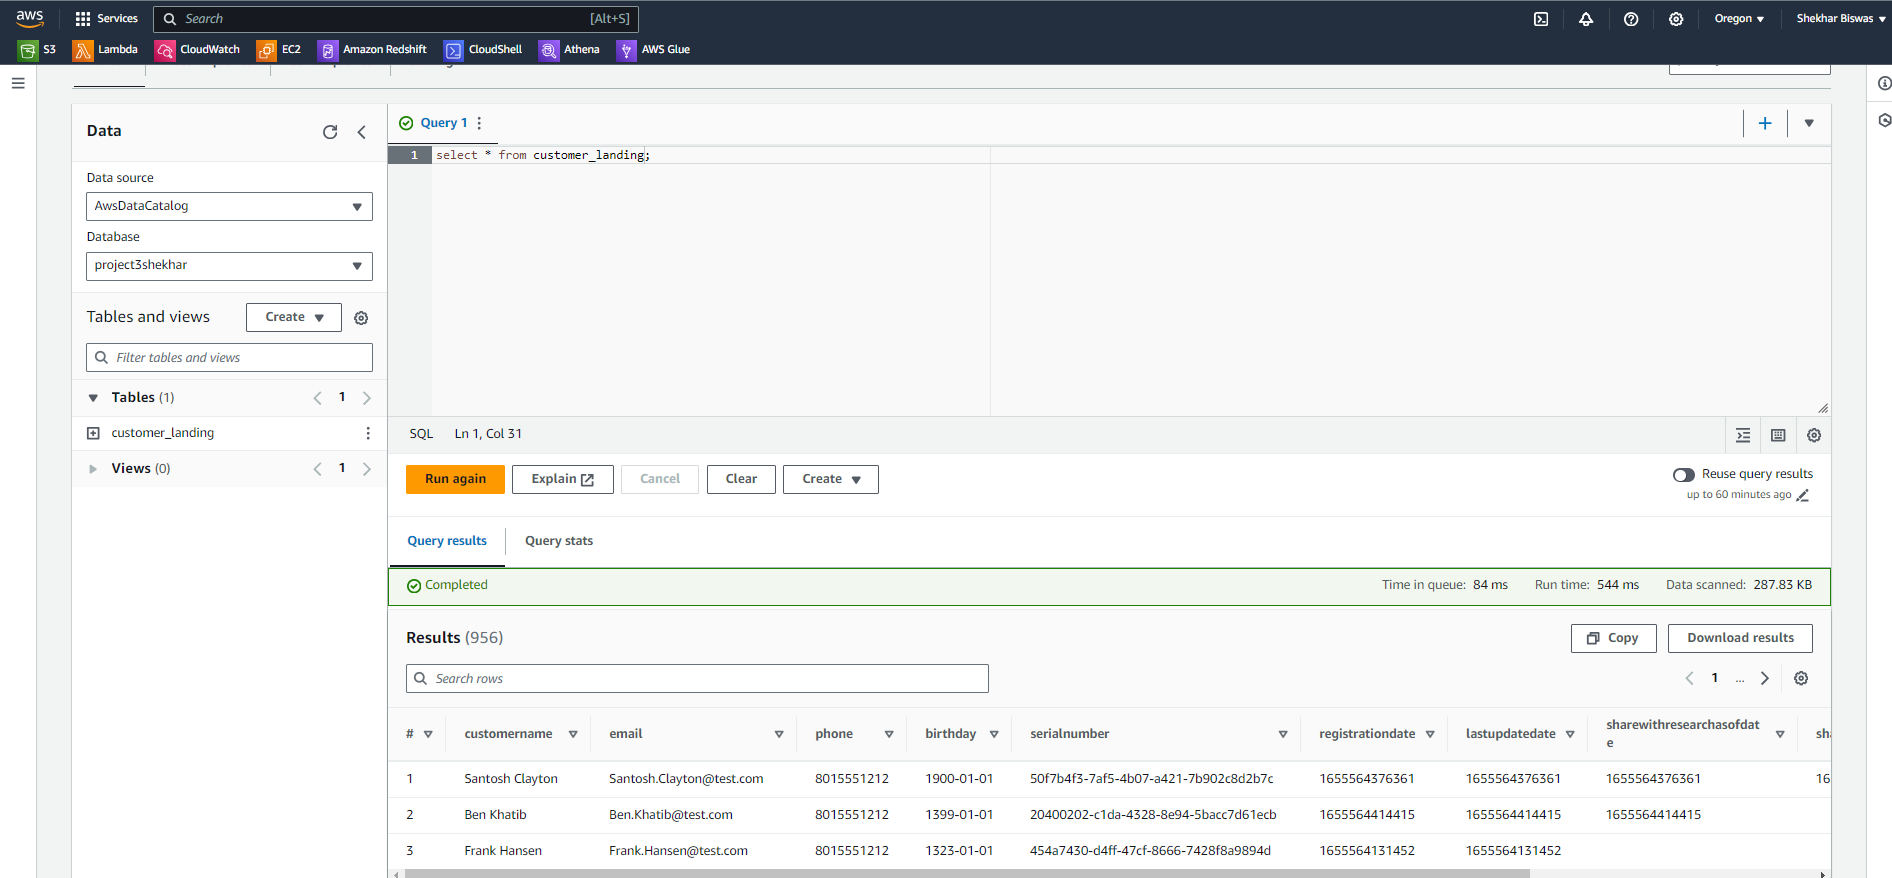 aws
Services
Search
[Alt+S]
Oregon
Shekhar Biswas
S3
Lambda
CloudWatch
EC2
Amazon Redshift
CloudShell
Athena
AWS Glue
Data
Data source
AwsDataCatalog
Database
project3shekhar
Tables and views
Create
Filter tables and views
Tables (1)
1
customer_landing
Views (0)
1
Query 1
1
select * from customer_landing;
SQL
Ln 1, Col 31
Run again
Explain
Cancel
Clear
Create
Reuse query results
up to 60 minutes ago
Query results
Query stats
Completed
Time in queue: 84 ms
Run time: 544 ms
Data scanned: 287.83 KB
Results (956)
Copy
Download results
Search rows
1
...
# customername email phone birthday serialnumber registrationdate lastupdatedate sharewithresearchasofdat
e
1 Santosh Clayton Santosh.Clayton@test.com 8015551212 1900-01-01 50f7b4f3-7af5-4b07-a421-7b902c8d2b7c 1655564376361 1655564376361 1655564376361 16
2 Ben Khatib Ben.Khatib@test.com 8015551212 1399-01-01 20400202-c1da-4328-8e94-5bacc7d61ecb 1655564414415 1655564414415 1655564414415
3 Frank Hansen Frank.Hansen@test.com 8015551212 1323-01-01 454a7430-d4ff-47cf-8666-7428f8a9894d 1655564131452 1655564131452